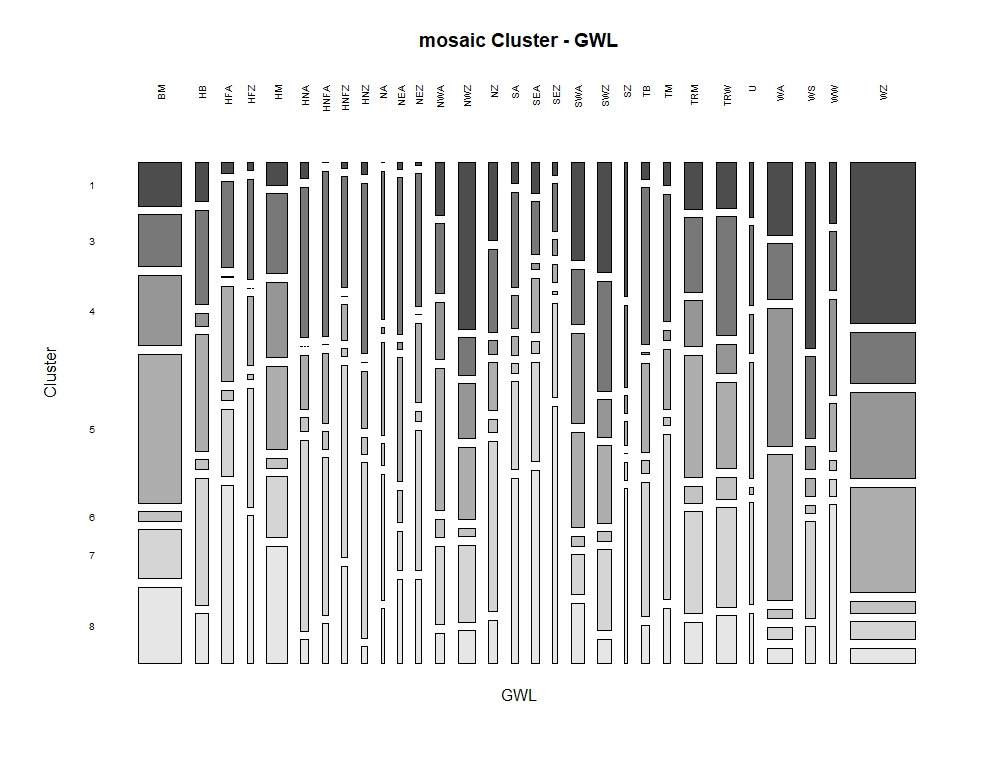 mosaic Cluster - GWL
BM HB HFA HFZ HM HNA HNFA HNFZ HNZ NA NEA NEZ NWA NWZ NZ SA SEA SEZ SWA SWZ SZ TB TM TRM TRW U WA WS WW WZ
1
3
4
5
6
7
8
Cluster
GWL